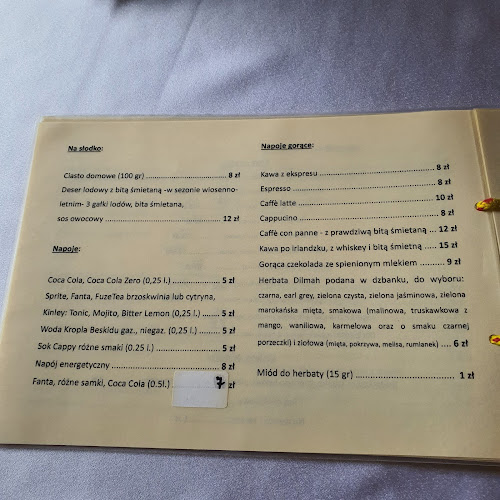 Na słodko:
Ciasto domowe (100 gr) ........................ 8 zł
Deser lodowy z bitą śmietaną -w sezonie wiosenno-
letnim- 3 gałki lodów, bita śmietana,
sos owocowy ........................ 12 zł
Napoje:
Coca Cola, Coca Cola Zero (0,25 l.) ............... 5 zł
Sprite, Fanta, FuzeTea brzoskwinia lub cytryna,
Kinley: Tonic, Mojito, Bitter Lemon (0,25 l.) ........ 5 zł
Woda Kropla Beskidu gaz., niegaz. (0,25 l.) ........ 5 zł
Sok Cappy różne smaki (0.25 l.) .................. 5 zł
Napój energetyczny ............................ 8 zł
Fanta, różne samki, Coca Cola (0.5l.) ........ 7 zł
Napoje gorące:
Kawa z ekspresu .............................. 8 zł
Espresso .............................. 8 zł
Caffè latte .............................. 10 zł
Cappucino .............................. 8 zł
Caffè con panne - z prawdziwą bitą śmietaną ... 12 zł
Kawa po irlandzku, z whiskey i bitą śmietną ..... 15 zł
Gorąca czekolada ze spienionym mlekiem ......... 9 zł
Herbata Dilmah podana w dzbanku, do wyboru:
czarna, earl grey, zielona czysta, zielona jaśminowa, zielona
marokańska mięta, smakowa (malinowa, truskawkowa z
mango, waniliowa, karmelowa oraz o smaku czarnej
porzeczki) i ziołowa (mięta, pokrzywa, melisa, rumianek) .... 6 zł
Miód do herbaty (15 gr) .............................. 1 zł